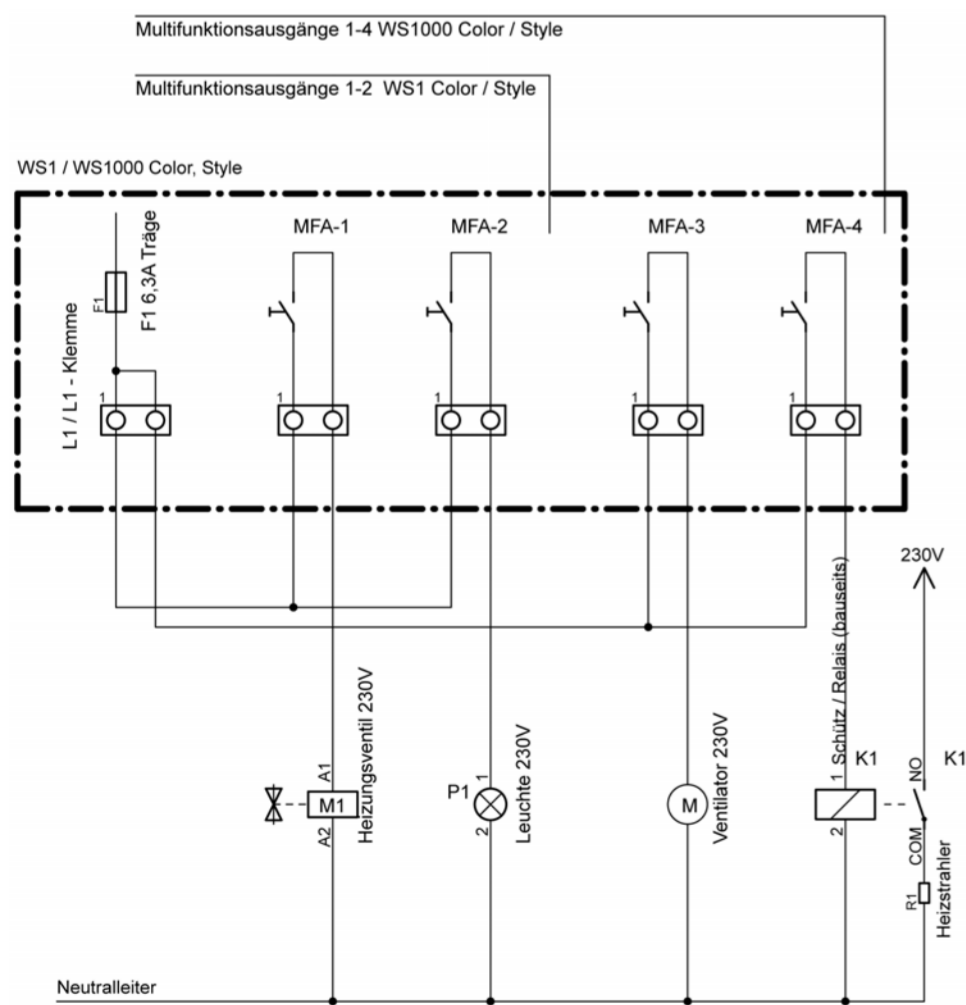 Multifunktionsausgänge 1-4 WS1000 Color / Style
Multifunktionsausgänge 1-2 WS1 Color / Style
WS1 / WS1000 Color, Style
MFA-1
MFA-2
MFA-3
MFA-4
F1
F1 6,3A Träge
L1 / L1 - Klemme
1
1
1
1
1
230V
A1
M1
A2
Heizungsventil 230V
P1
1
2
Leuchte 230V
M
Ventilator 230V
Schütz / Relais (bauseits)
1
2
K1
NO
K1
COM
R1
Heizstrahler
Neutralleiter